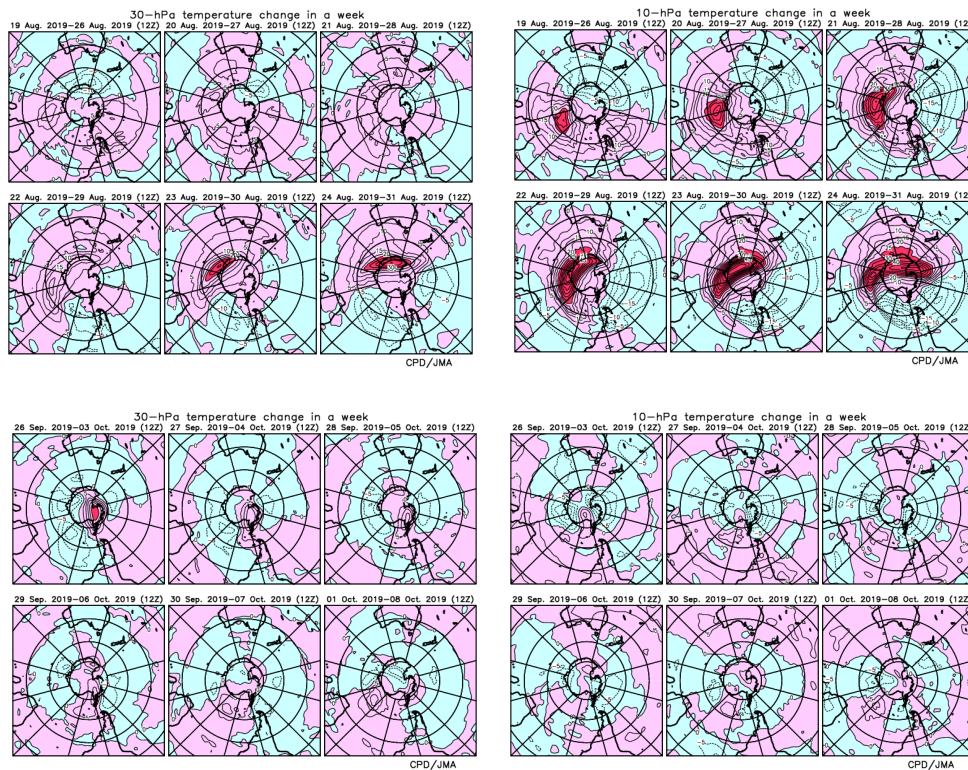 30-hPa temperature change in a week
19 Aug. 2019-26 Aug. 2019 (12Z) 20 Aug. 2019-27 Aug. 2019 (12Z) 21 Aug. 2019-28 Aug. 2019 (12Z)
22 Aug. 2019-29 Aug. 2019 (12Z) 23 Aug. 2019-30 Aug. 2019 (12Z) 24 Aug. 2019-31 Aug. 2019 (12Z)
CPD/JMA
10-hPa temperature change in a week
19 Aug. 2019-26 Aug. 2019 (12Z) 20 Aug. 2019-27 Aug. 2019 (12Z) 21 Aug. 2019-28 Aug. 2019 (12Z
22 Aug. 2019-29 Aug. 2019 (12Z) 23 Aug. 2019-30 Aug. 2019 (12Z) 24 Aug. 2019-31 Aug. 2019 (12Z
CPD/JMA
30-hPa temperature change in a week
26 Sep. 2019-03 Oct. 2019 (12Z) 27 Sep. 2019-04 Oct. 2019 (12Z) 28 Sep. 2019-05 Oct. 2019 (12Z)
29 Sep. 2019-06 Oct. 2019 (12Z) 30 Sep. 2019-07 Oct. 2019 (12Z) 01 Oct. 2019-08 Oct. 2019 (12Z)
CPD/JMA
10-hPa temperature change in a week
26 Sep. 2019-03 Oct. 2019 (12Z) 27 Sep. 2019-04 Oct. 2019 (12Z) 28 Sep. 2019-05 Oct. 2019 (12Z
29 Sep. 2019-06 Oct. 2019 (12Z) 30 Sep. 2019-07 Oct. 2019 (12Z) 01 Oct. 2019-08 Oct. 2019 (12Z
CPD/JMA